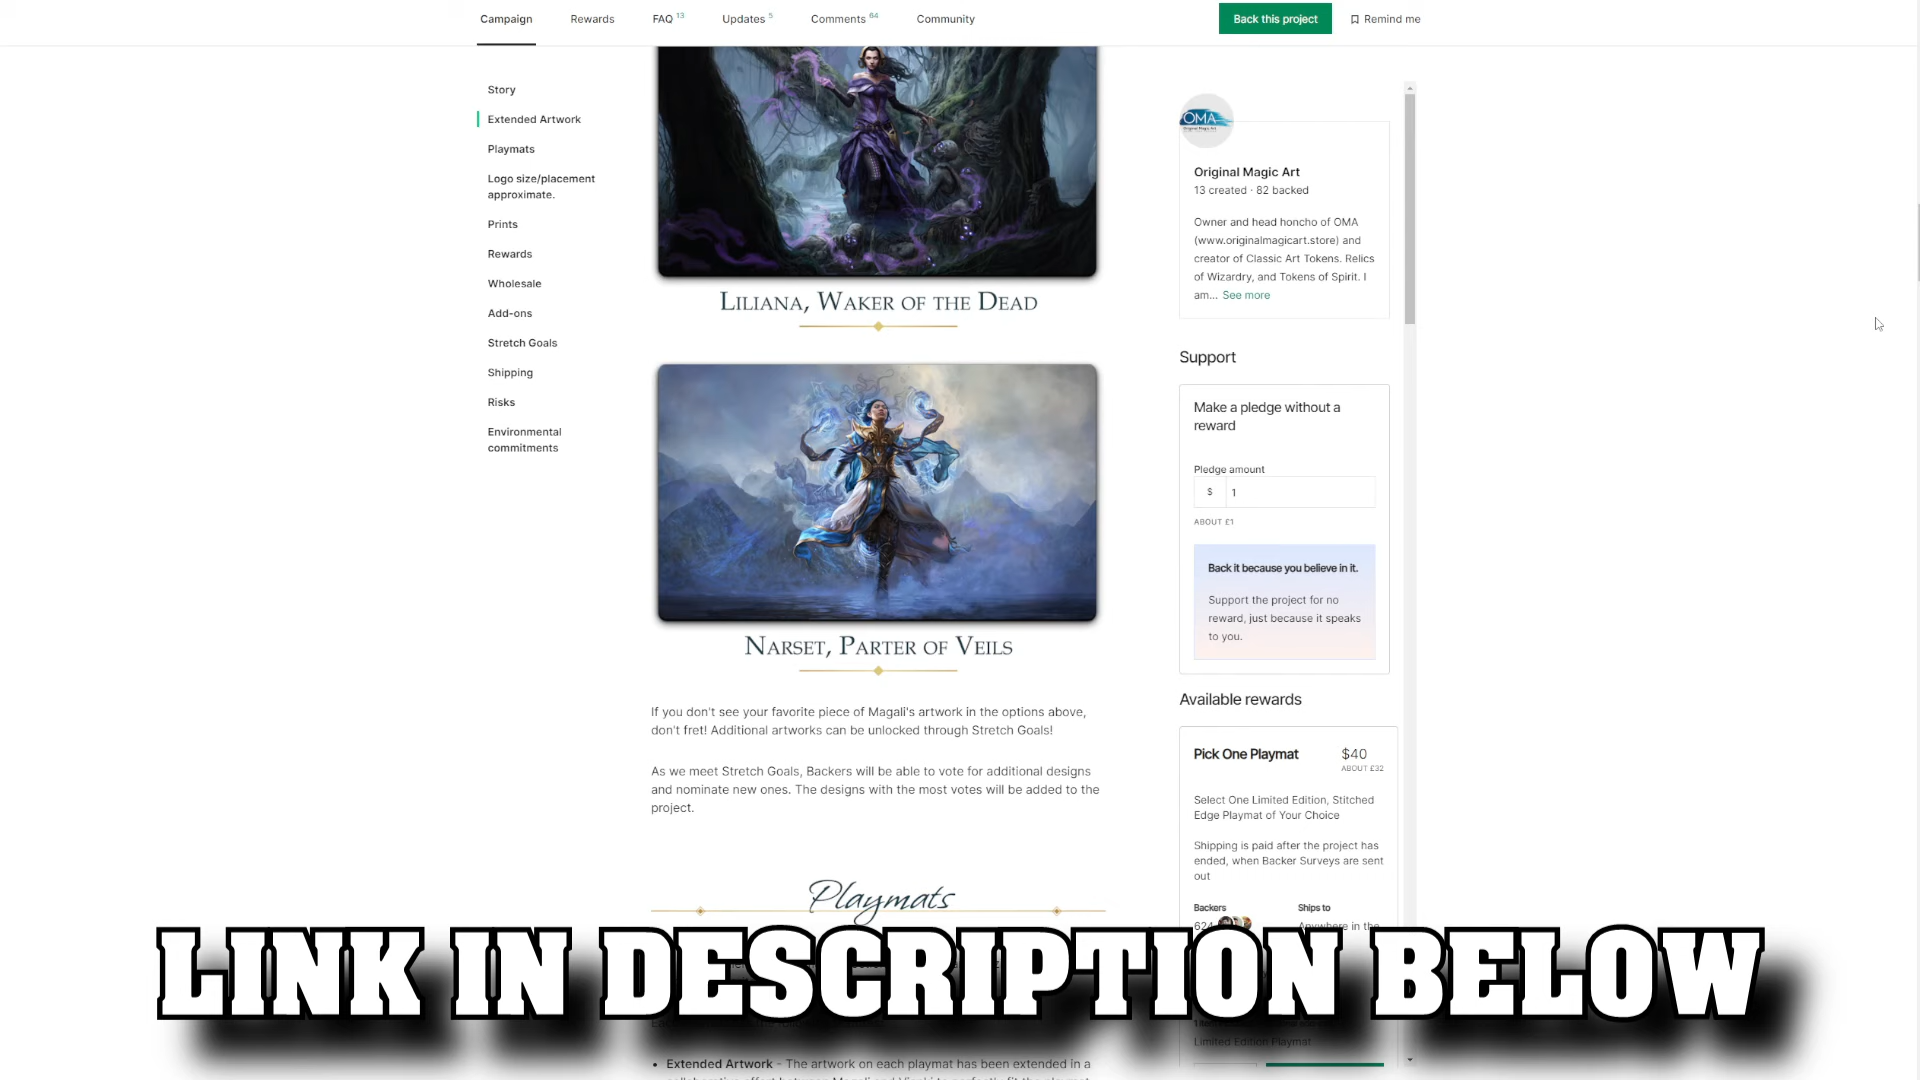 Campaign
Rewards
FAQ 13
Updates 5
Comments 64
Community
Back this project
Remind me
Story
Extended Artwork
Playmats
Logo size/placement
approximate.
Prints
Rewards
Wholesale
Add-ons
Stretch Goals
Shipping
Risks
Environmental
commitments
LILIANA, WAKER OF THE DEAD
NARSET, PARTER OF VEILS
If you don't see your favorite piece of Magali's artwork in the options above,
don't fret! Additional artworks can be unlocked through Stretch Goals!
As we meet Stretch Goals, Backers will be able to vote for additional designs
and nominate new ones. The designs with the most votes will be added to the
project.
Playmats
• Extended Artwork - The artwork on each playmat has been extended in a
OMA
Original Magic Art
Original Magic Art
13 created · 82 backed
Owner and head honcho of OMA
(www.originalmagicart.store) and
creator of Classic Art Tokens. Relics
of Wizardry, and Tokens of Spirit. I
am... See more
Support
Make a pledge without a
reward
Pledge amount
$ 1
ABOUT £1
Back it because you believe in it.
Support the project for no
reward, just because it speaks
to you.
Available rewards
Pick One Playmat
$40
ABOUT £32
Select One Limited Edition, Stitched
Edge Playmat of Your Choice
Shipping is paid after the project has
ended, when Backer Surveys are sent
out
Backers
Ships to
624
Anywhere in the
Limited Edition Playmat
LINK IN DESCRIPTION BELOW